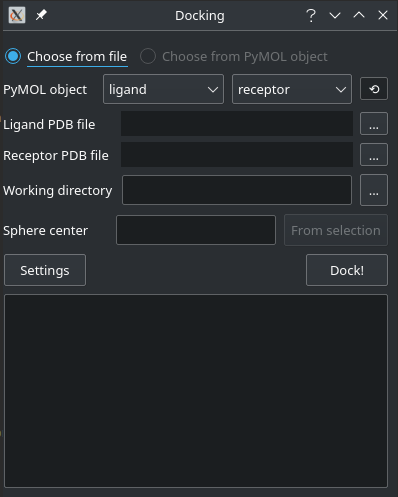 Docking
Choose from file Choose from PyMOL object
PyMOL object ligand receptor
Ligand PDB file ...
Receptor PDB file ...
Working directory ...
Sphere center From selection
Settings Dock!